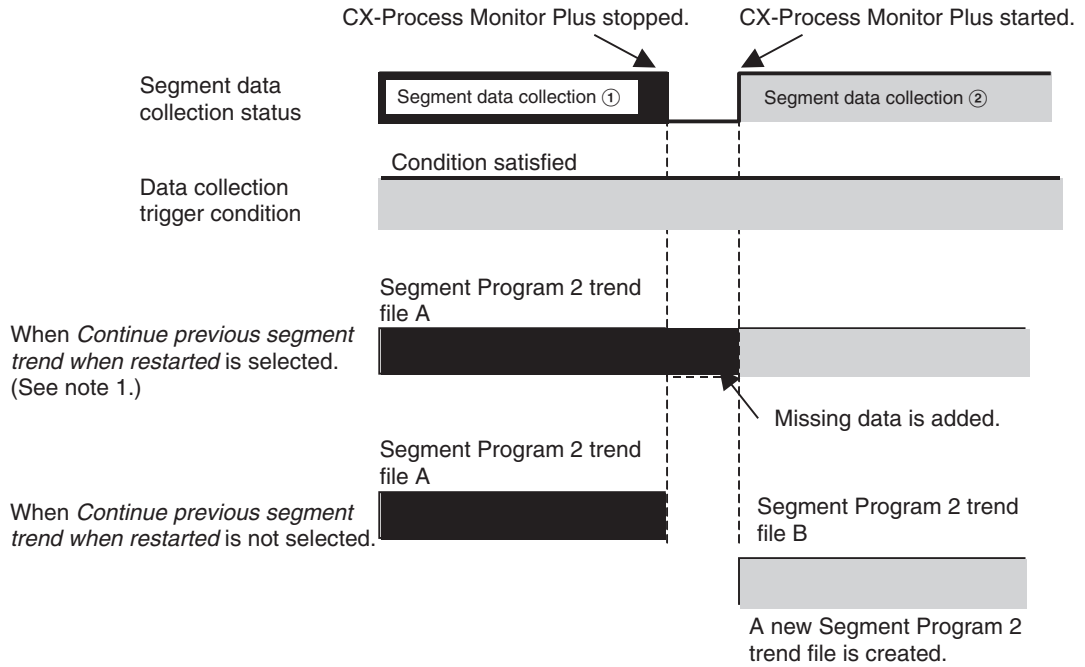 CX-Process Monitor Plus stopped.
CX-Process Monitor Plus started.
Segment data
collection status
Segment data collection ①
Segment data collection ②
Condition satisfied
Data collection
trigger condition
Segment Program 2 trend
file A
When Continue previous segment
trend when restarted is selected.
(See note 1.)
Missing data is added.
Segment Program 2 trend
file A
When Continue previous segment
trend when restarted is not selected.
Segment Program 2 trend
file B
A new Segment Program 2
trend file is created.